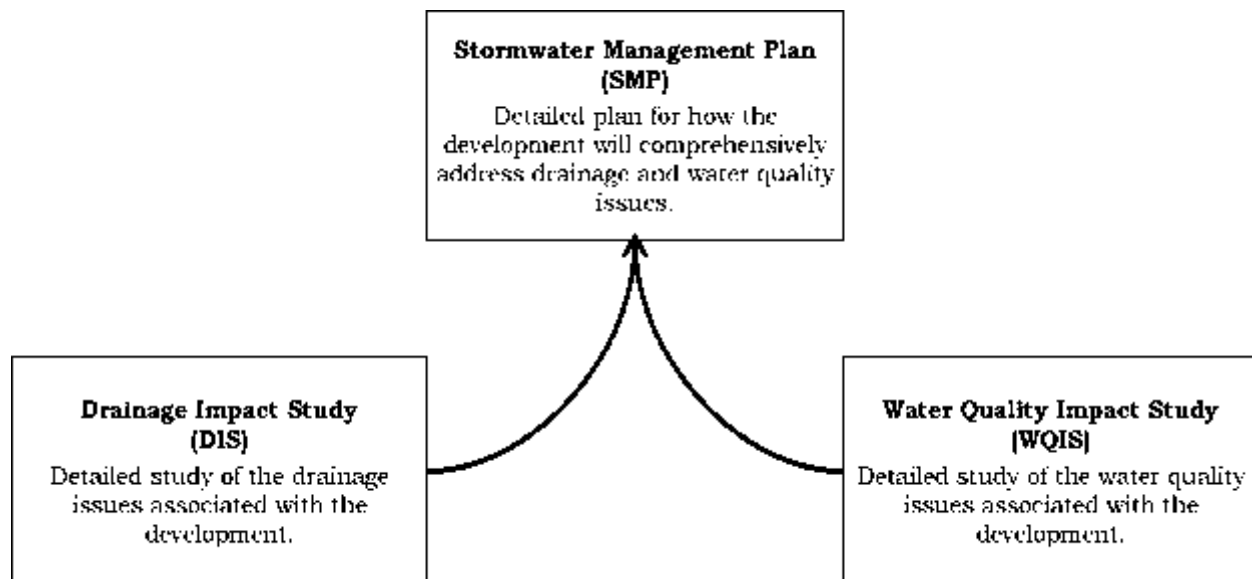 Stormwater Management Plan
(SMP)
Detailed plan for how the
development will comprehensively
address drainage and water quality
issues.
Drainage Impact Study
(DIS)
Detailed study of the drainage
issues associated with the
development.
Water Quality Impact Study
(WQIS)
Detailed study of the water quality
issues associated with the
development.